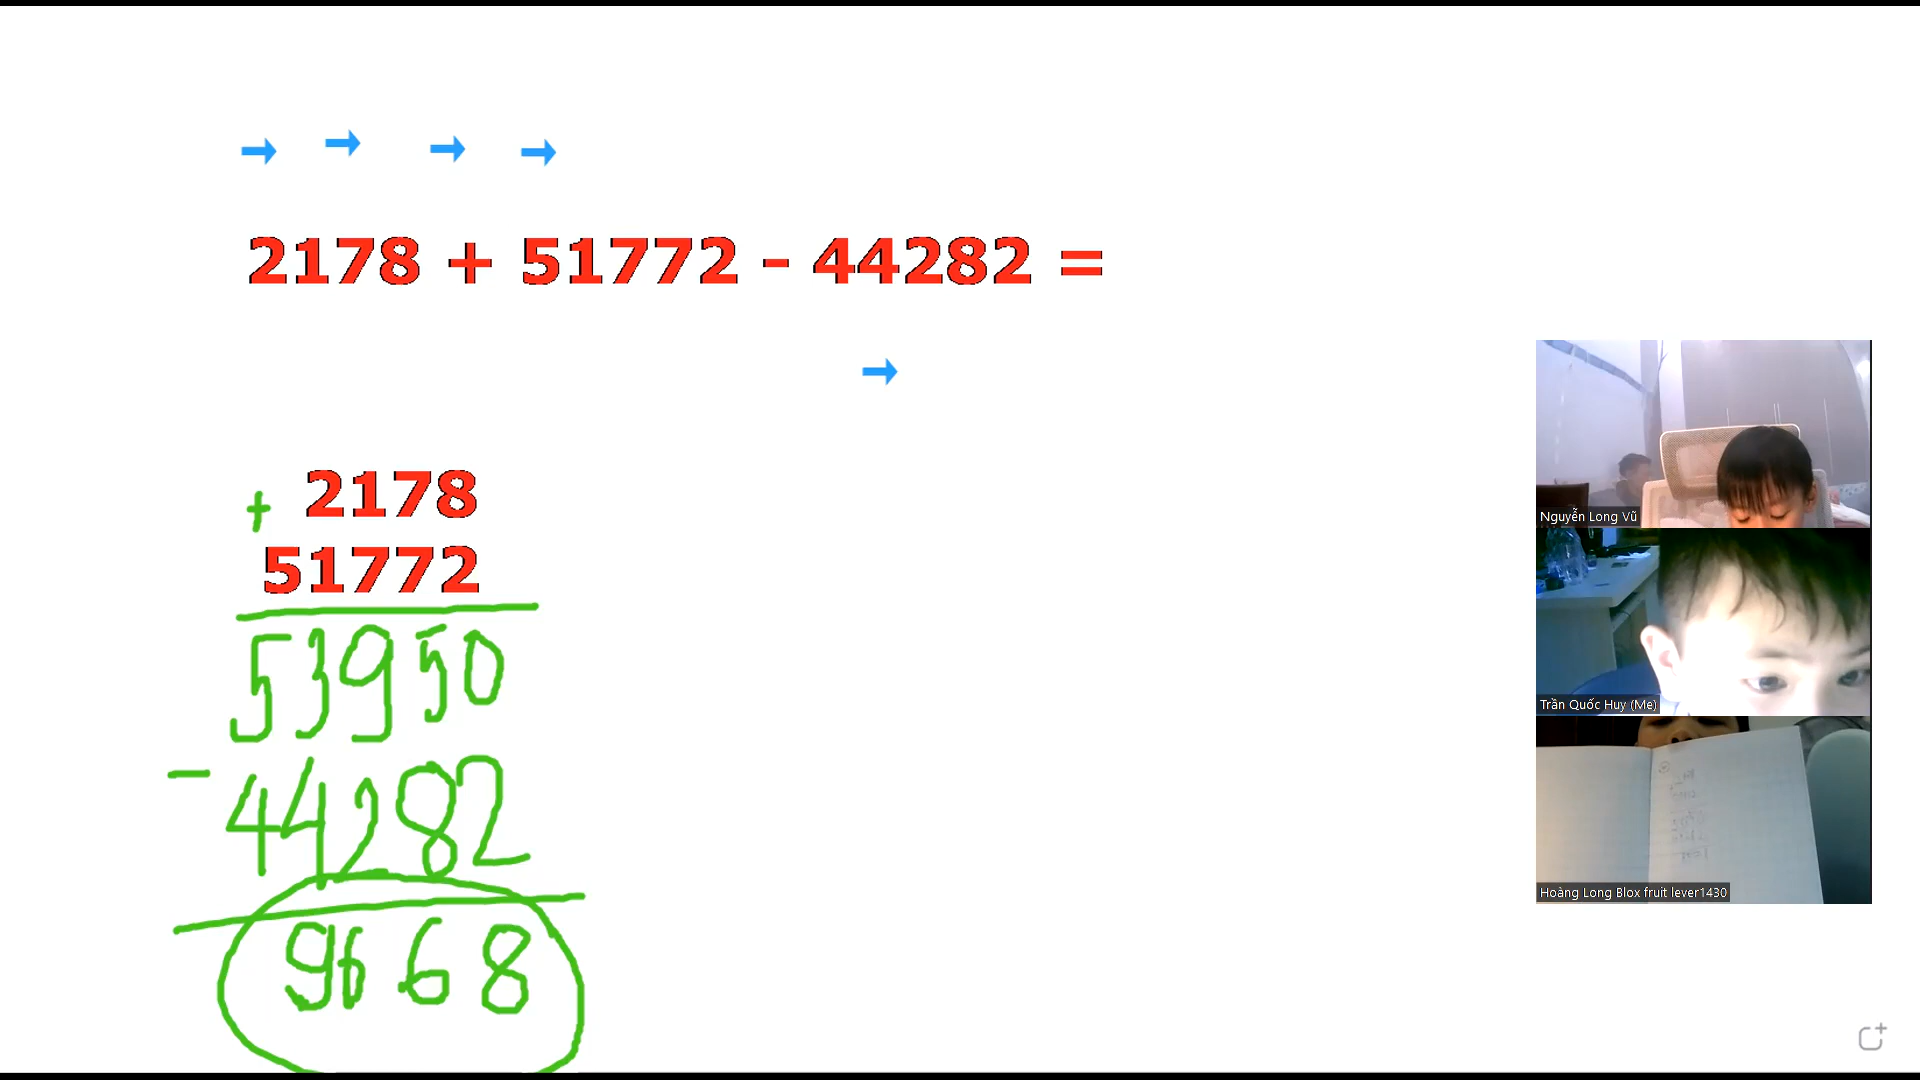 2178 + 51772 - 44282 =
+ 2178
51772
53950
- 44282
9668
Nguyễn Long Vũ
Trần Quốc Huy (Me)
Hoàng Long Blox fruit lever1430